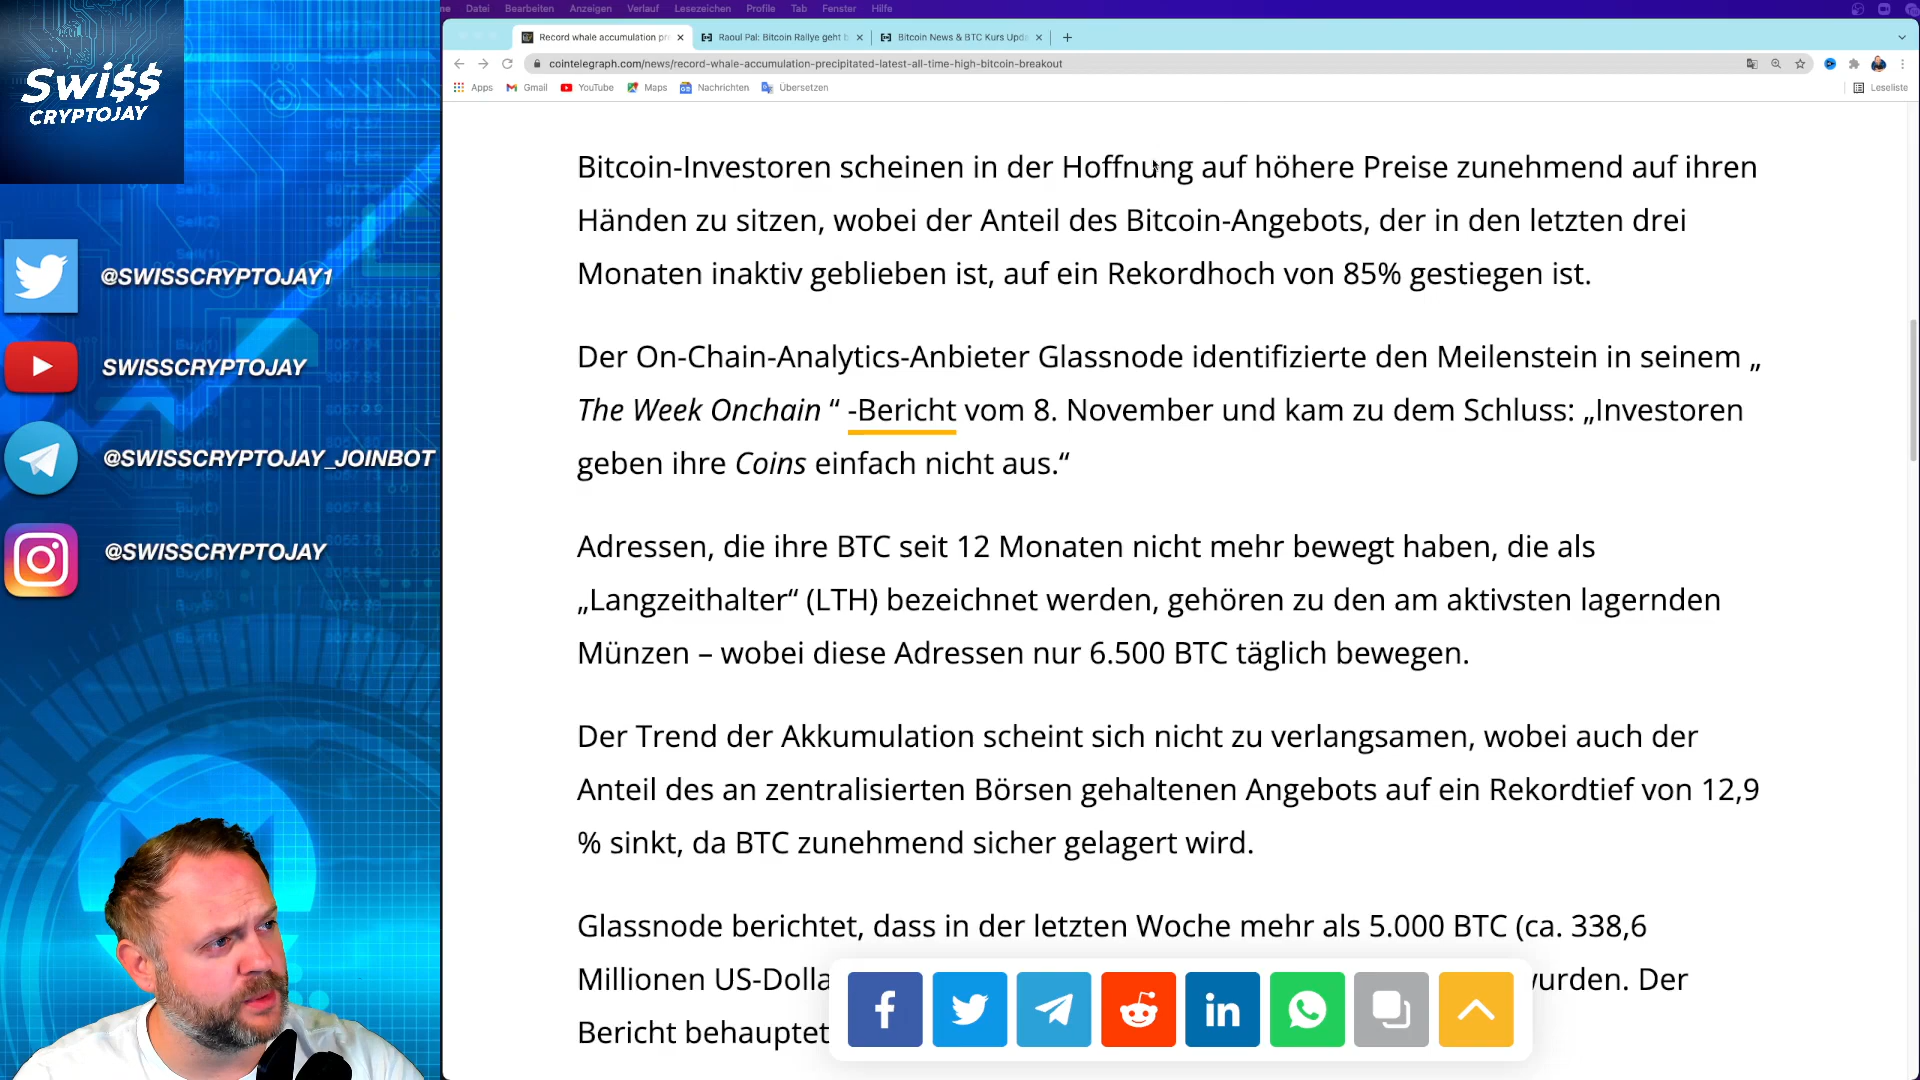 Datei Bearbeiten Anzeigen Verlauf Lesezeichen Profile Tab Fenster Hilfe
Record whale accumulation pr
Raoul Pal: Bitcoin Rallye geht
Bitcoin News & BTC Kurs Upd
cointelegraph.com/news/record-whale-accumulation-precipitated-latest-all-time-high-bitcoin-breakout
Apps Gmail YouTube Maps Nachrichten Übersetzen Leseliste
Swi$$
CRYPTOJAY
@SWISSCRYPTOJAY1
SWISSCRYPTOJAY
@SWISSCRYPTOJAY_JOINBOT
@SWISSCRYPTOJAY
Bitcoin-Investoren scheinen in der Hoffnung auf höhere Preise zunehmend auf ihren
Händen zu sitzen, wobei der Anteil des Bitcoin-Angebots, der in den letzten drei
Monaten inaktiv geblieben ist, auf ein Rekordhoch von 85% gestiegen ist.
Der On-Chain-Analytics-Anbieter Glassnode identifizierte den Meilenstein in seinem „
The Week Onchain “ -Bericht vom 8. November und kam zu dem Schluss: „Investoren
geben ihre Coins einfach nicht aus.“
Adressen, die ihre BTC seit 12 Monaten nicht mehr bewegt haben, die als
„Langzeithalter“ (LTH) bezeichnet werden, gehören zu den am aktivsten lagernden
Münzen – wobei diese Adressen nur 6.500 BTC täglich bewegen.
Der Trend der Akkumulation scheint sich nicht zu verlangsamen, wobei auch der
Anteil des an zentralisierten Börsen gehaltenen Angebots auf ein Rekordtief von 12,9
% sinkt, da BTC zunehmend sicher gelagert wird.
Glassnode berichtet, dass in der letzten Woche mehr als 5.000 BTC (ca. 338,6
Millionen US-Dolla wurden. Der
Bericht behauptet